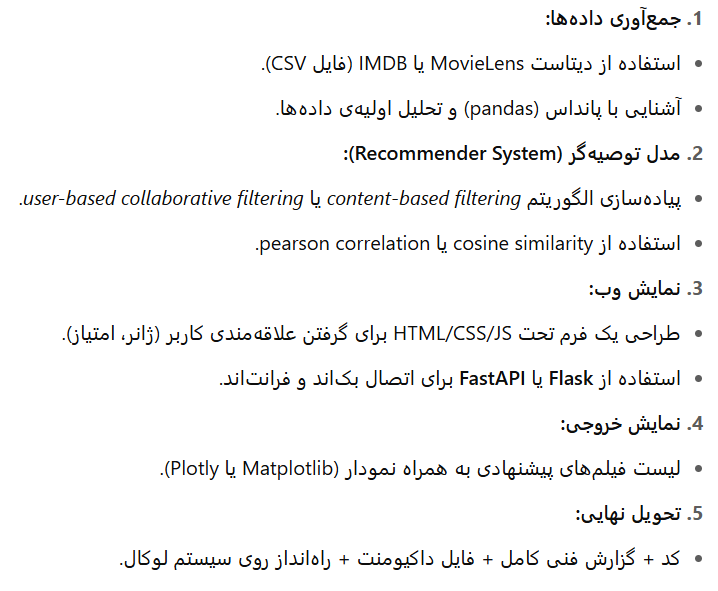 1. جمع‌آوری داده‌ها:
• استفاده از دیتاست MovieLens یا IMDB (فایل CSV).
• آشنایی با پانداس (pandas) و تحلیل اولیه‌ی داده‌ها.
2. مدل توصیه‌گر (Recommender System):
• پیاده‌سازی الگوریتم content-based filtering یا user-based collaborative filtering.
• استفاده از cosine similarity یا pearson correlation.
3. نمایش وب:
• طراحی یک فرم تحت HTML/CSS/JS برای گرفتن علاقه‌مندی کاربر (ژانر، امتیاز).
• استفاده از Flask یا FastAPI برای اتصال بک‌اند و فرانت‌اند.
4. نمایش خروجی:
• لیست فیلم‌های پیشنهادی به همراه نمودار (Matplotlib یا Plotly).
5. تحویل نهایی:
• کد + گزارش فنی کامل + فایل داکیومنت + راه‌انداز روی سیستم لوکال.